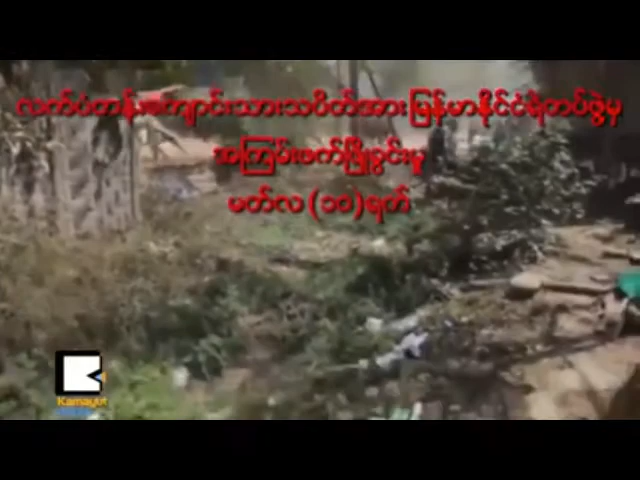 လက်ပံတန်းကျောင်းသားသပိတ်အား မြန်မာနိုင်ငံရဲတပ်ဖွဲ့မှ
အကြမ်းဖက်ဖြိုခွင်းမှု
မတ်လ (၁၀) ရက်
Kamayut